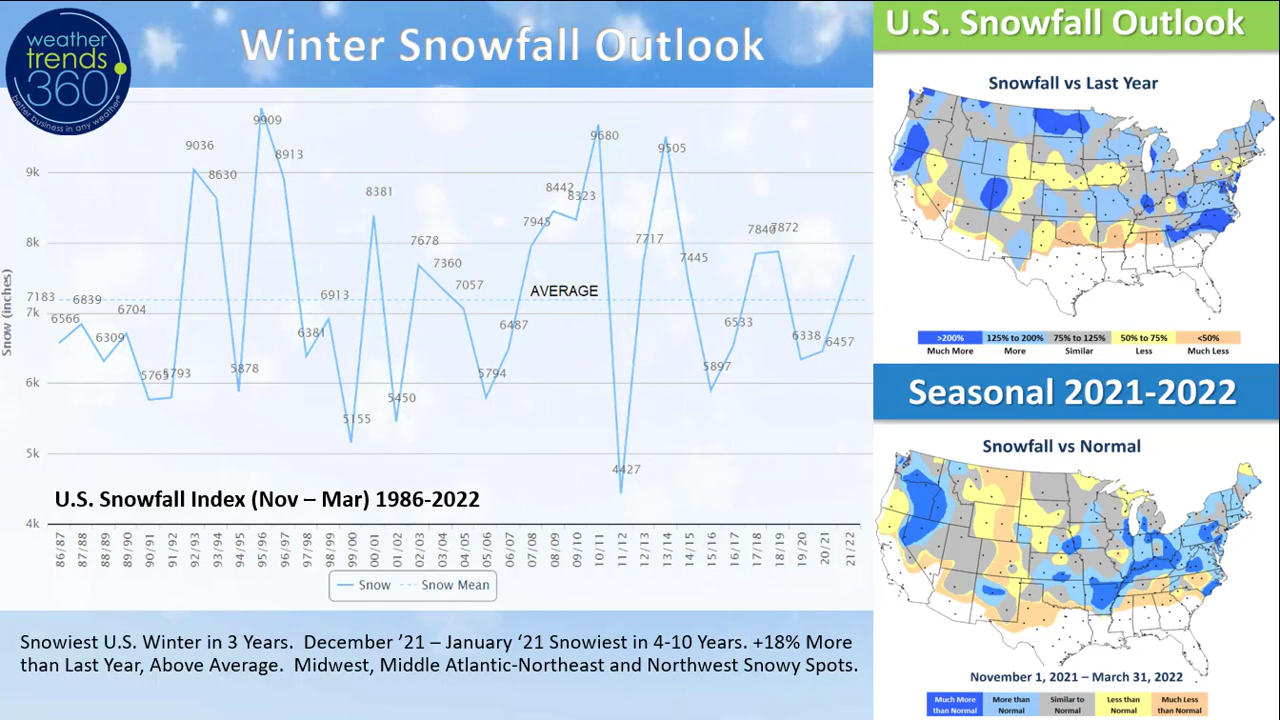 weather
trends
360
better business in any weather
Winter Snowfall Outlook
U.S. Snowfall Outlook
Snowfall vs Last Year
>200% 125% to 200% 75% to 125% 50% to 75% <50%
Much More More Similar Less Much Less
Seasonal 2021-2022
Snowfall vs Normal
November 1, 2021 – March 31, 2022
Much More than Normal
More than Normal
Similar to Normal
Less than Normal
Much Less than Normal
Snow (inches)
9k
8k
7k
6k
5k
4k
7183
6566
6839
6309
6704
5765
5793
9036
8630
5878
9909
8913
6381
6913
5155
8381
5450
7678
7360
7057
5794
6487
7945
8442
8323
9680
4427
7717
9505
7445
5897
6533
7840
7872
6338
6457
AVERAGE
U.S. Snowfall Index (Nov – Mar) 1986-2022
86/87 87/88 88/89 89/90 90/91 91/92 92/93 93/94 94/95 95/96 96/97 97/98 98/99 99/00 00/01 01/02 02/03 03/04 04/05 05/06 06/07 07/08 08/09 09/10 10/11 11/12 12/13 13/14 14/15 15/16 16/17 17/18 18/19 19/20 20/21 21/22
Snow Snow Mean
Snowiest U.S. Winter in 3 Years. December ’21 – January ‘21 Snowiest in 4-10 Years. +18% More
than Last Year, Above Average. Midwest, Middle Atlantic-Northeast and Northwest Snowy Spots.